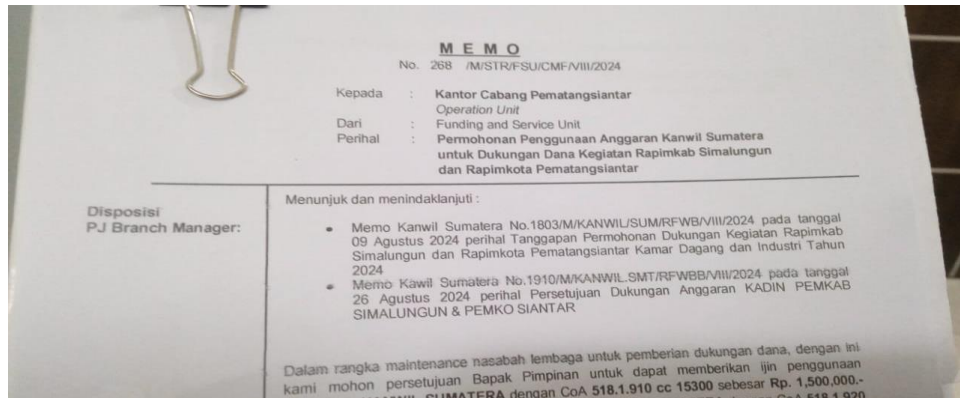 M E M O
No. 268 /M/STR/FSU/CMF/VIII/2024
Kepada : Kantor Cabang Pematangsiantar
Operation Unit
Dari : Funding and Service Unit
Perihal : Permohonan Penggunaan Anggaran Kanwil Sumatera
untuk Dukungan Dana Kegiatan Rapimkab Simalungun
dan Rapimkota Pematangsiantar
Disposisi
PJ Branch Manager:
Menunjuk dan menindaklanjuti :
• Memo Kanwil Sumatera No.1803/M/KANWIL/SUM/RFWB/VIII/2024 pada tanggal
09 Agustus 2024 perihal Tanggapan Permohonan Dukungan Kegiatan Rapimkab
Simalungun dan Rapimkota Pematangsiantar Kamar Dagang dan Industri Tahun
2024
• Memo Kawil Sumatera No.1910/M/KANWIL.SMT/RFWBB/VIII/2024 pada tanggal
26 Agustus 2024 perihal Persetujuan Dukungan Anggaran KADIN PEMKAB
SIMALUNGUN & PEMKO SIANTAR
Dalam rangka maintenance nasabah lembaga untuk pemberian dukungan dana, dengan ini
kami mohon persetujuan Bapak Pimpinan untuk dapat memberikan ijin penggunaan
SUMATERA dengan CoA 518.1.910 cc 15300 sebesar Rp. 1,500,000.-
CoA 518.1.920